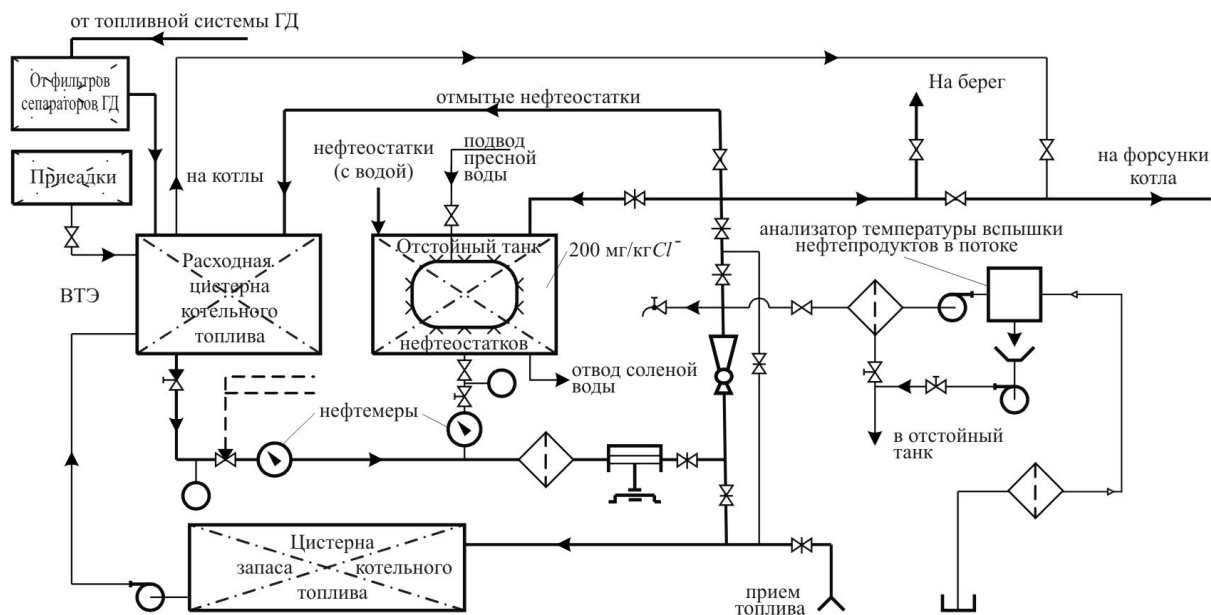 от топливной системы ГД
От фильтров
сепараторов ГД
Присадки
на котлы
отмытые нефтеостатки
нефтеостатки
(с водой)
подвод
пресной
воды
На берег
на форсунки
котла
анализатор температуры вспышки
нефтепродуктов в потоке
ВТЭ
Расходная
цистерна
котельного
топлива
Отстойный танк
нефтеостатков
200 мг/кгCl⁻
отвод соленой
воды
нефтемеры
в отстойный
танк
Цистерна
запаса котельного
топлива
прием
топлива